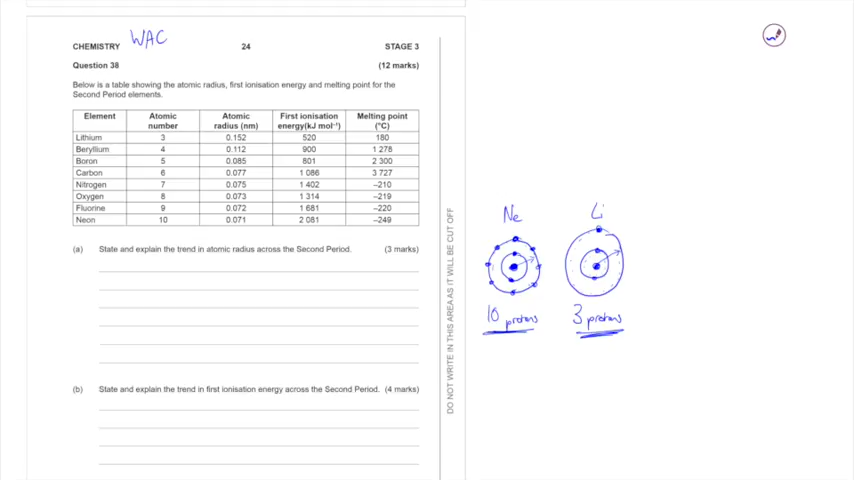 CHEMISTRY WAC 24 STAGE 3
Question 38 (12 marks)
Below is a table showing the atomic radius, first ionisation energy and melting point for the
Second Period elements.
Element Atomic number Atomic radius (nm) First ionisation energy(kJ mol⁻¹) Melting point (°C)
Lithium 3 0.152 520 180
Beryllium 4 0.112 900 1 278
Boron 5 0.085 801 2 300
Carbon 6 0.077 1 086 3 727
Nitrogen 7 0.075 1 402 –210
Oxygen 8 0.073 1 314 –219
Fluorine 9 0.072 1 681 –220
Neon 10 0.071 2 081 –249
(a) State and explain the trend in atomic radius across the Second Period. (3 marks)
(b) State and explain the trend in first ionisation energy across the Second Period. (4 marks)
DO NOT WRITE IN THIS AREA AS IT WILL BE CUT OFF
Ne Li
10 protons 3 protons